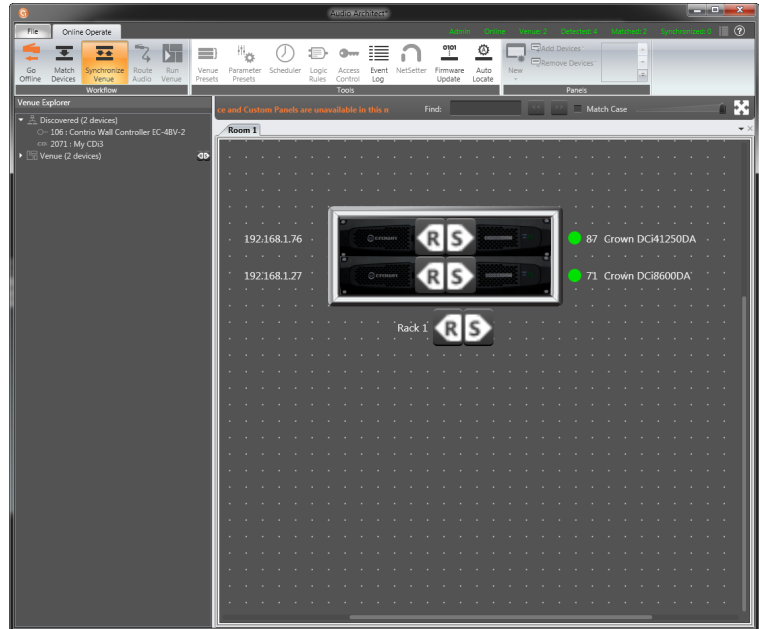 Audio Architect*
File
Online Operate
Admin Online Venue: 2 Detected: 4 Matched: 2 Synchronized: 0
Go Offline
Match Devices
Synchronize Venue
Route Audio
Run Venue
Venue Presets
Parameter Presets
Scheduler
Logic Rules
Access Control
Event Log
NetSetter
Firmware Update
Auto Locate
New
Add Devices
Remove Devices
Workflow
Tools
Panels
Venue Explorer
ce and Custom Panels are unavailable in this n
Find:
Match Case
Discovered (2 devices)
106 : Contrio Wall Controller EC-4BV-2
2071 : My CDi3
Venue (2 devices)
Room 1
192.168.1.76
R S
87 Crown DCi41250DA
192.168.1.27
R S
71 Crown DCi8600DA
Rack 1
R S